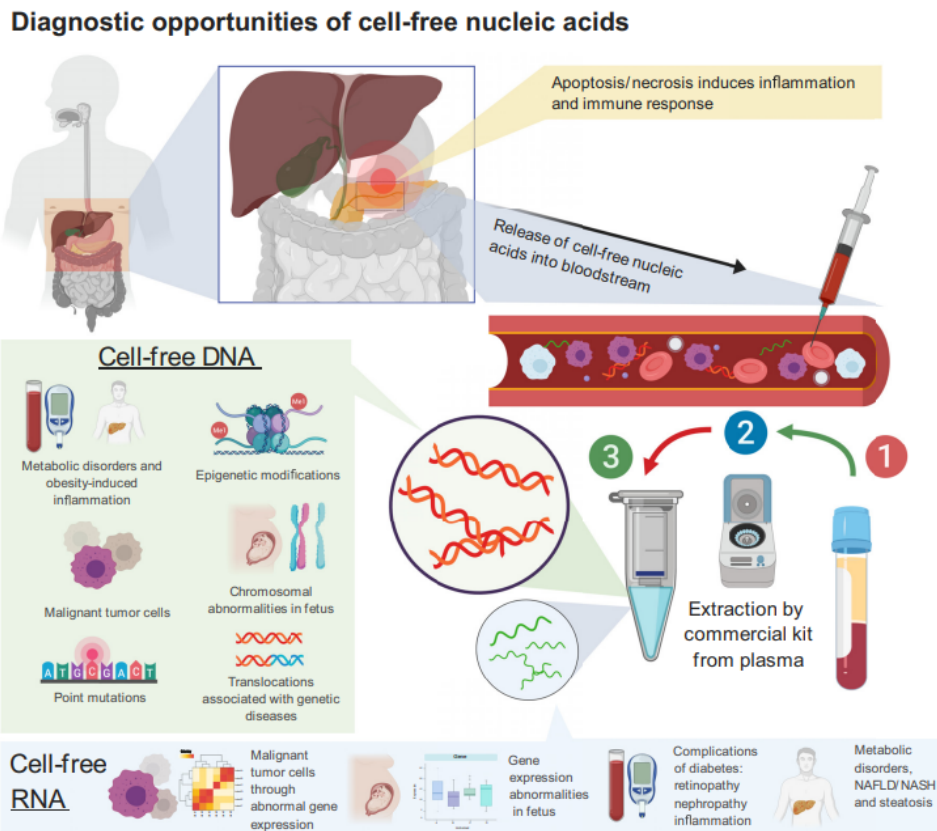 Diagnostic opportunities of cell-free nucleic acids
Apoptosis/necrosis induces inflammation
and immune response
Release of cell-free nucleic
acids into bloodstream
Cell-free DNA
Me1
Me1
Metabolic disorders and
obesity-induced
inflammation
Epigenetic modifications
Malignant tumor cells
Chromosomal
abnormalities in fetus
A T G C G A C T
Point mutations
Translocations
associated with genetic
diseases
3
2
1
Extraction by
commercial kit
from plasma
Cell-free
RNA
Malignant
tumor cells
through
abnormal gene
expression
Gene
Gene
expression
abnormalities
in fetus
Complications
of diabetes:
retinopathy
nephropathy
inflammation
Metabolic
disorders,
NAFLD/NASH
and steatosis